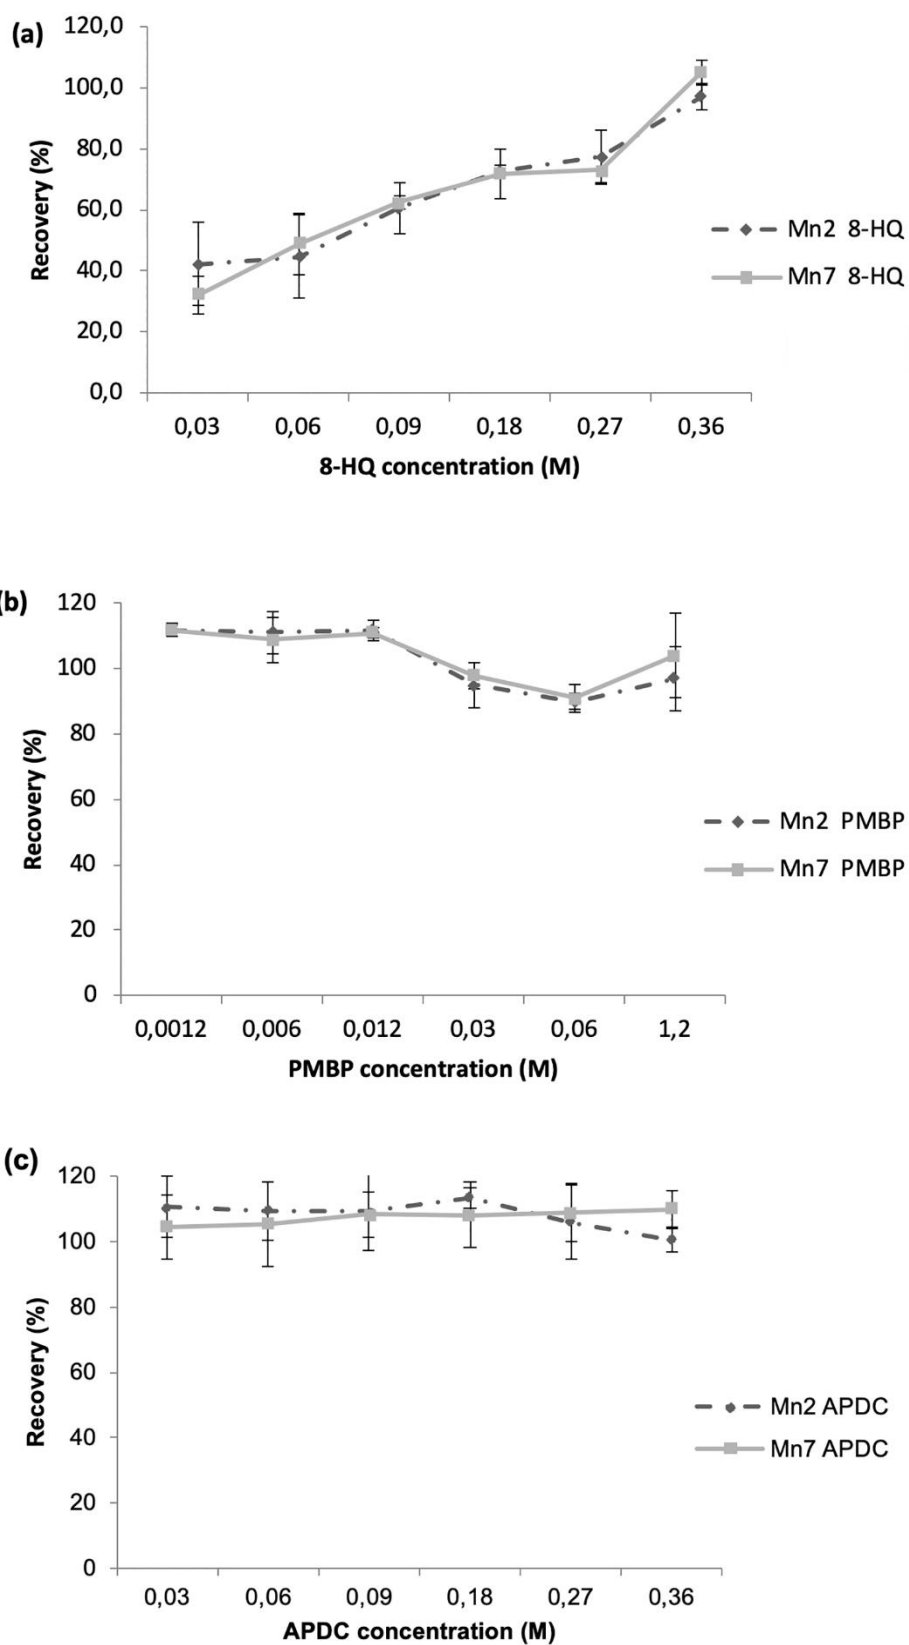 (a)
120,0
100,0
80,0
60,0
40,0
20,0
0,0
Recovery (%)
0,03 0,06 0,09 0,18 0,27 0,36
8-HQ concentration (M)
Mn2 8-HQ
Mn7 8-HQ
(b)
120
100
80
60
40
20
0
Recovery (%)
0,0012 0,006 0,012 0,03 0,06 1,2
PMBP concentration (M)
Mn2 PMBP
Mn7 PMBP
(c)
120
100
80
60
40
20
0
Recovery (%)
0,03 0,06 0,09 0,18 0,27 0,36
APDC concentration (M)
Mn2 APDC
Mn7 APDC